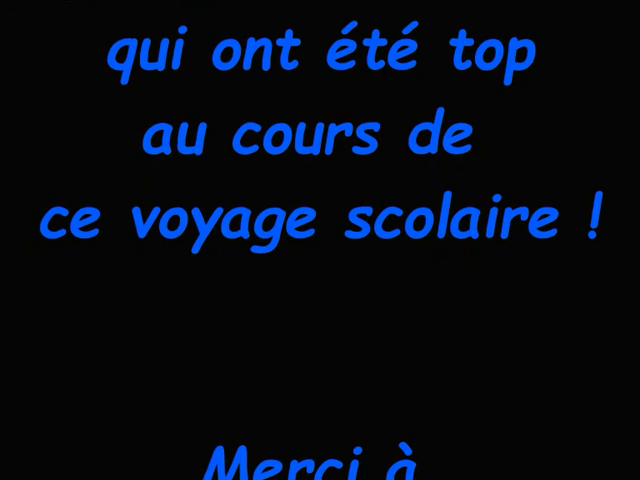 qui ont été top
au cours de
ce voyage scolaire !
Merci à